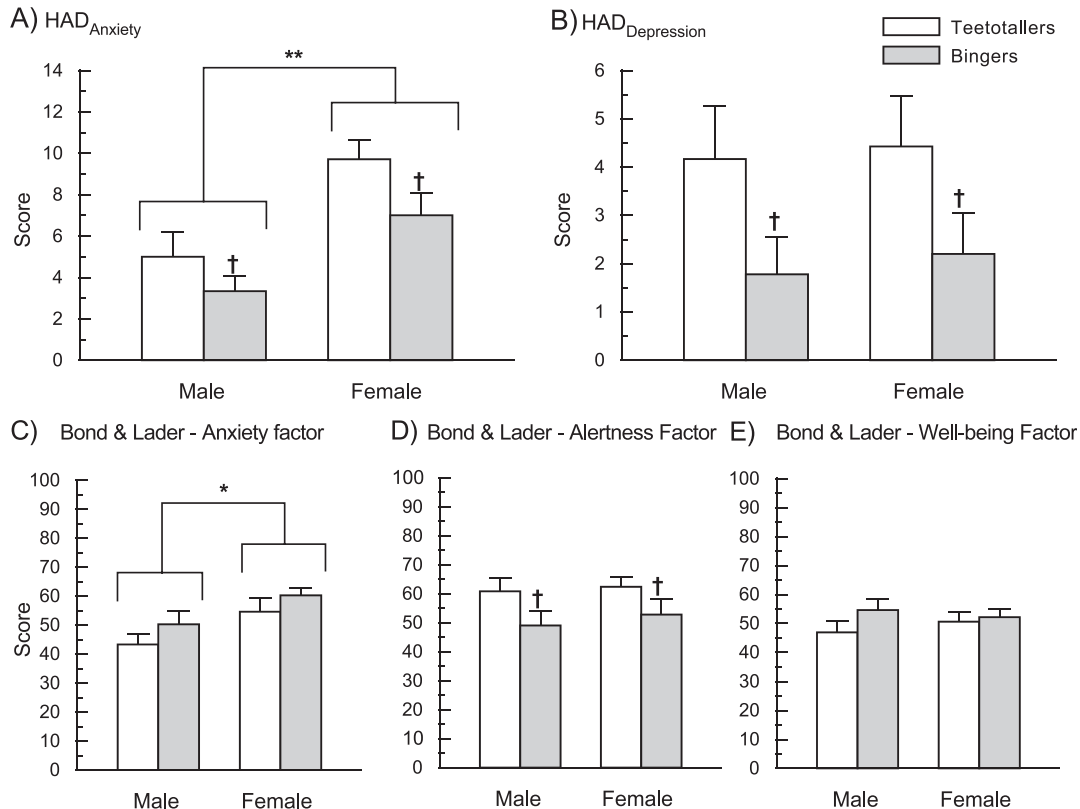 A) HAD Anxiety
B) HAD Depression
Teetotallers
Bingers
**
14
12
10
8
6
4
2
0
Score
†
†
Male
Female
6
5
4
3
2
1
0
Score
†
†
Male
Female
C) Bond & Lader - Anxiety factor
D) Bond & Lader - Alertness Factor
E) Bond & Lader - Well-being Factor
100
90
80
70
60
50
40
30
20
10
0
Score
*
Male
Female
100
90
80
70
60
50
40
30
20
10
0
†
†
Male
Female
100
90
80
70
60
50
40
30
20
10
0
Male
Female